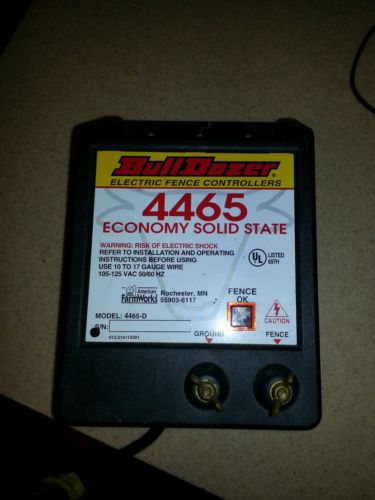 BullDozer®
ELECTRIC FENCE CONTROLLERS
4465
ECONOMY SOLID STATE
WARNING: RISK OF ELECTRIC SHOCK
REFER TO INSTALLATION AND OPERATING
INSTRUCTIONS BEFORE USING
USE 10 TO 17 GAUGE WIRE
105-125 VAC 50/60 HZ
UL LISTED
697H
American
FarmWorks
Rochester, MN
55903-6117
FENCE
OK
CAUTION
MODEL: 4465-D
S/N:
GROUND
FENCE